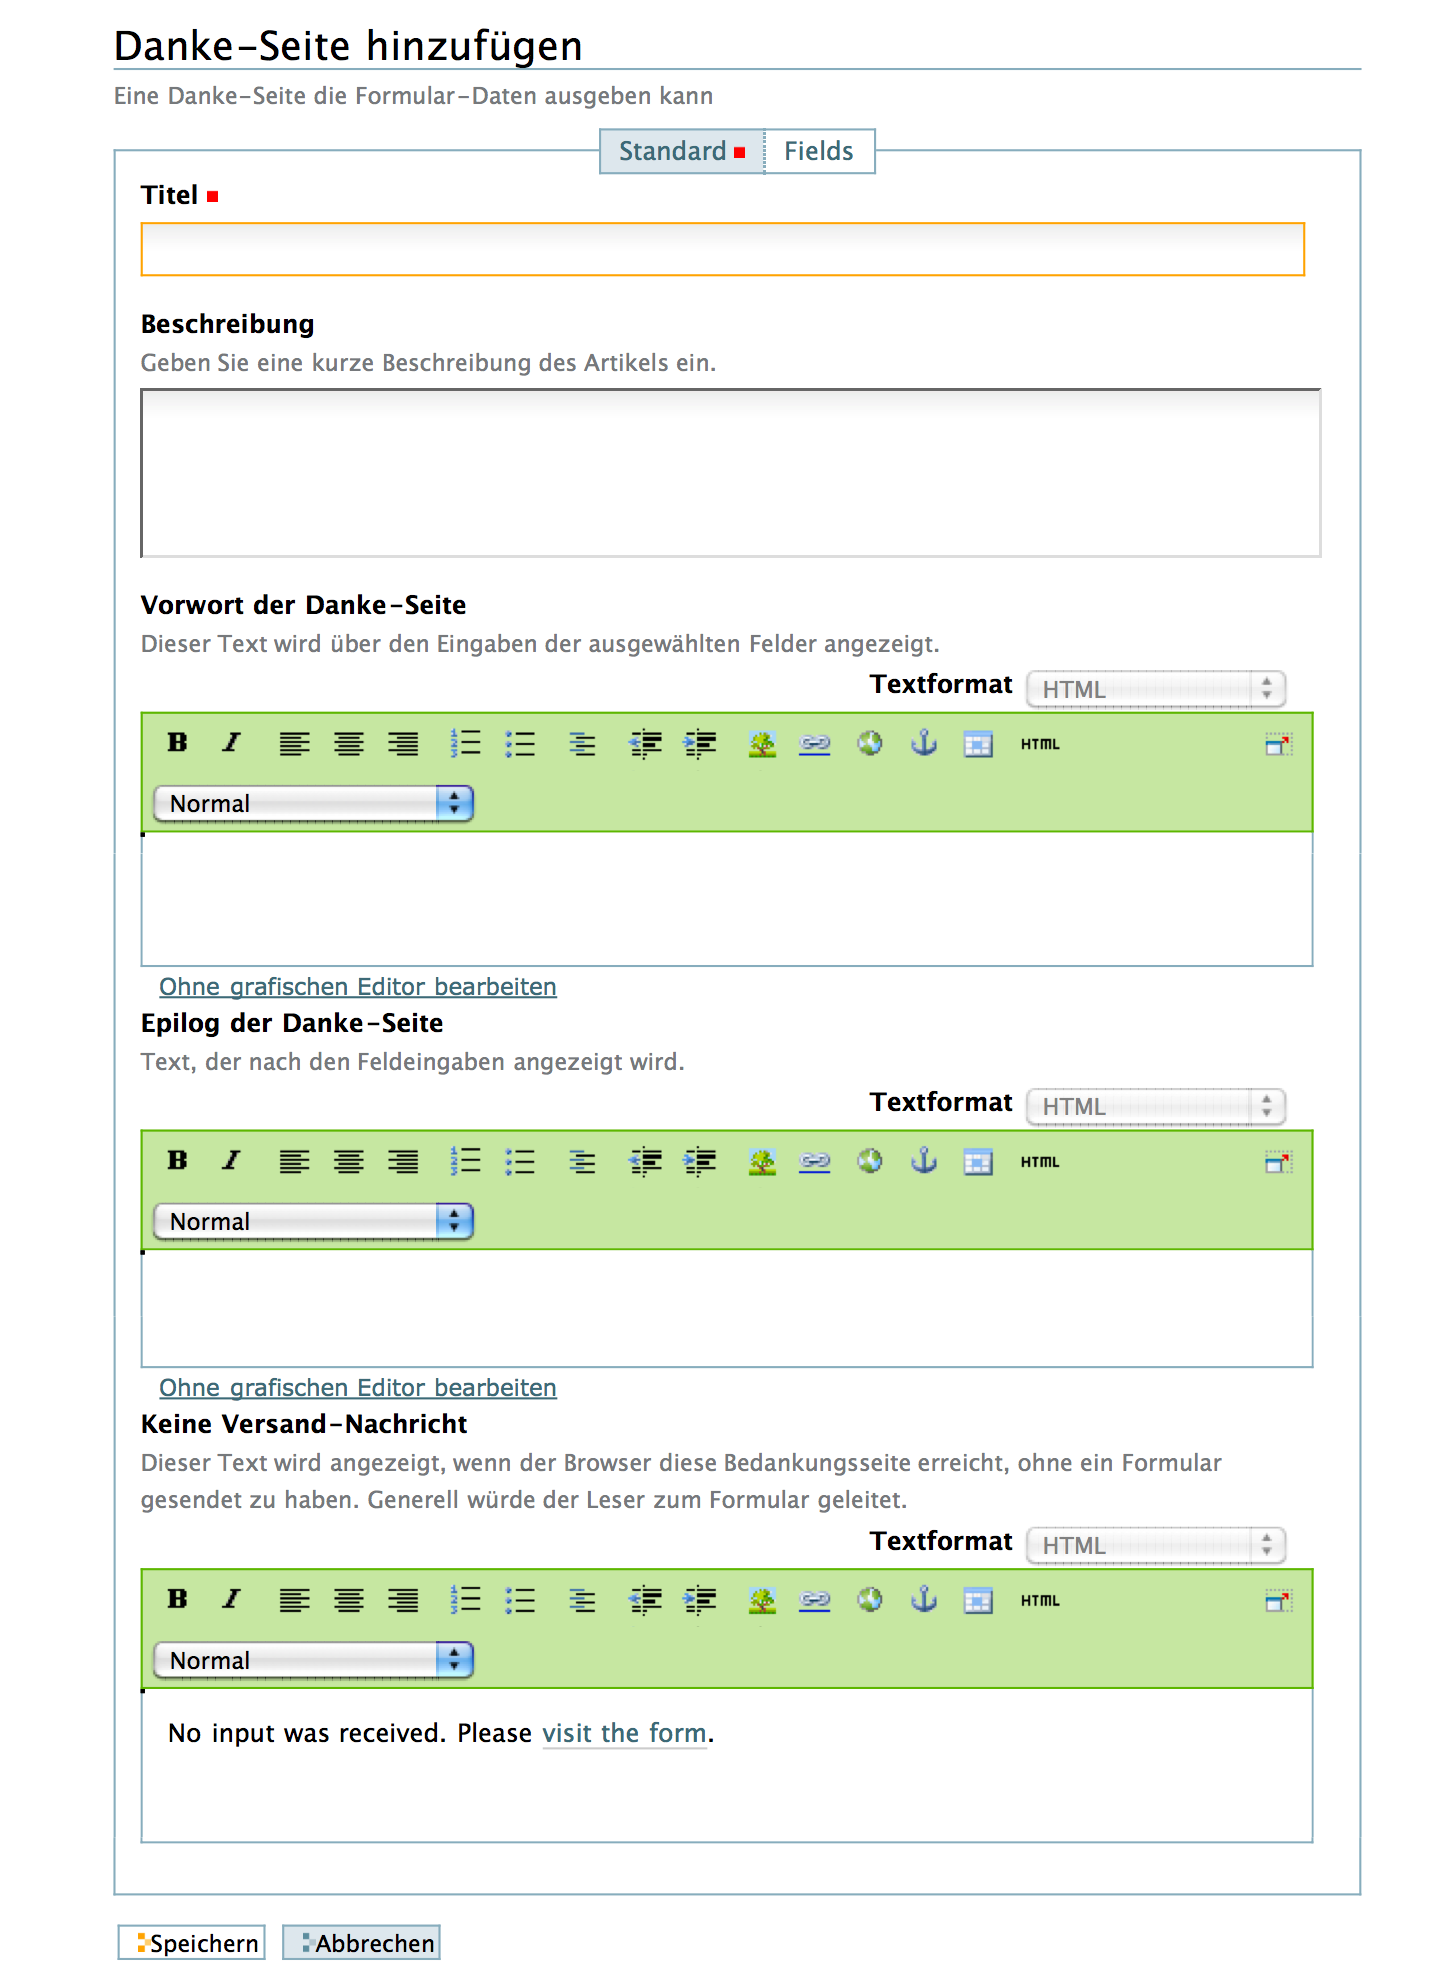 Danke-Seite hinzufügen
Eine Danke-Seite die Formular-Daten ausgeben kann
Standard Fields
Titel
Beschreibung
Geben Sie eine kurze Beschreibung des Artikels ein.
Vorwort der Danke-Seite
Dieser Text wird über den Eingaben der ausgewählten Felder angezeigt.
Textformat HTML
B I HTML
Normal
Ohne grafischen Editor bearbeiten
Epilog der Danke-Seite
Text, der nach den Feldeingaben angezeigt wird.
Textformat HTML
B I HTML
Normal
Ohne grafischen Editor bearbeiten
Keine Versand-Nachricht
Dieser Text wird angezeigt, wenn der Browser diese Bedankungsseite erreicht, ohne ein Formular
gesendet zu haben. Generell würde der Leser zum Formular geleitet.
Textformat HTML
B I HTML
Normal
No input was received. Please visit the form.
Speichern Abbrechen